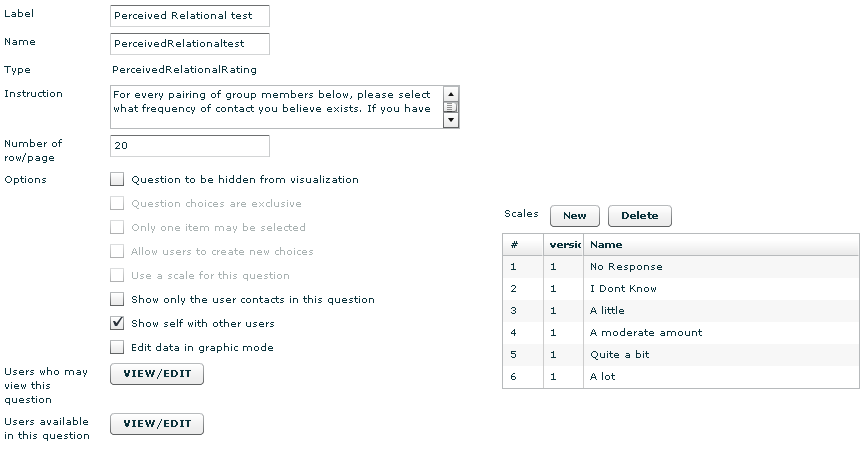 Label Perceived Relational test
Name PerceivedRelationaltest
Type PerceivedRelationalRating
Instruction For every pairing of group members below, please select
what frequency of contact you believe exists. If you have
Number of
row/page 20
Options Question to be hidden from visualization
Question choices are exclusive
Only one item may be selected
Allow users to create new choices
Use a scale for this question
Show only the user contacts in this question
Show self with other users
Edit data in graphic mode
Users who may
view this
question
VIEW/EDIT
Users available
in this question
VIEW/EDIT
Scales New Delete
# versic Name
1 1 No Response
2 1 I Dont Know
3 1 A little
4 1 A moderate amount
5 1 Quite a bit
6 1 A lot